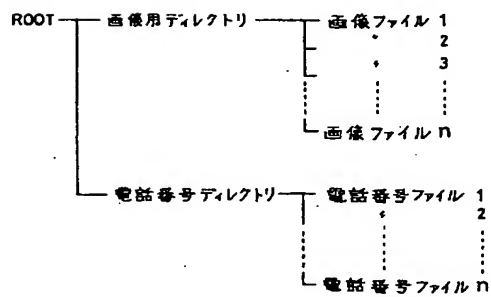 ROOT 画像用ディレクトリ 画像ファイル 1
〃 2
〃 3
画像ファイル n
電話番号ディレクトリ 電話番号ファイル 1
〃 2
電話番号ファイル n